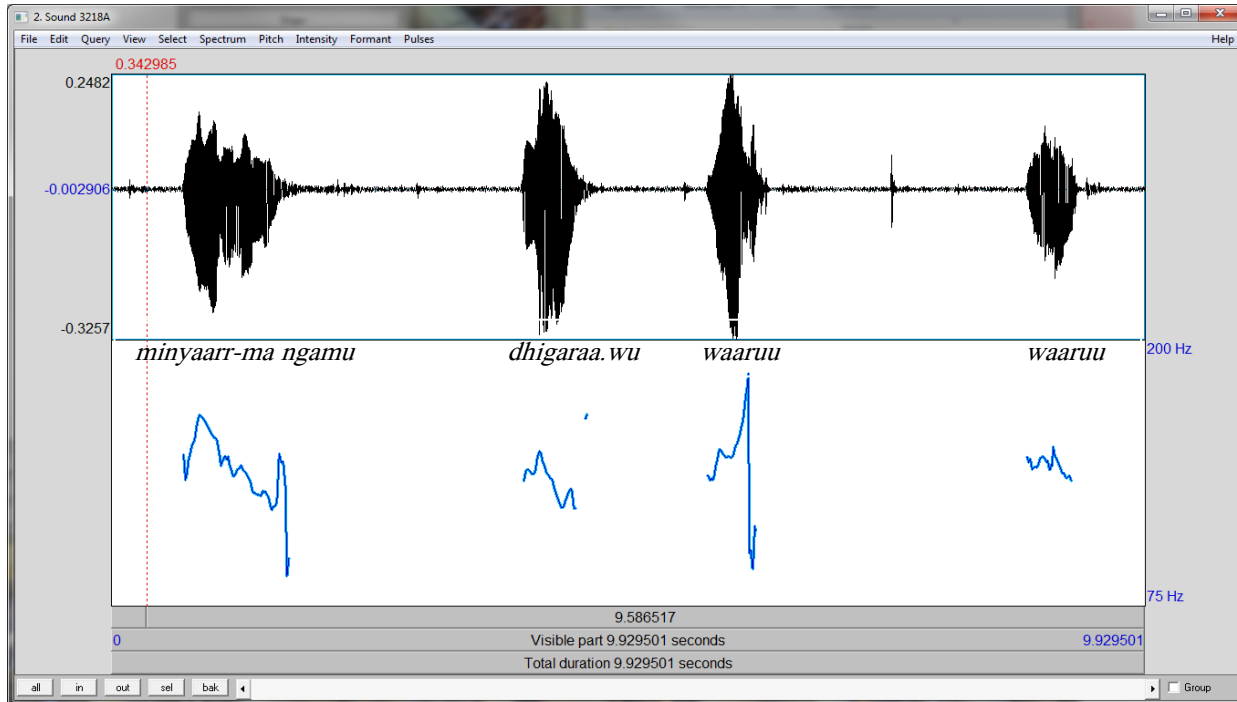 2. Sound 3218A
File Edit Query View Select Spectrum Pitch Intensity Formant Pulses Help
0.342985
0.2482
-0.002906
-0.3257
minyaarr-ma ngamu dhigaraa.wu waaruu waaruu
200 Hz
75 Hz
9.586517
0 Visible part 9.929501 seconds 9.929501
Total duration 9.929501 seconds
all in out sel bak Group